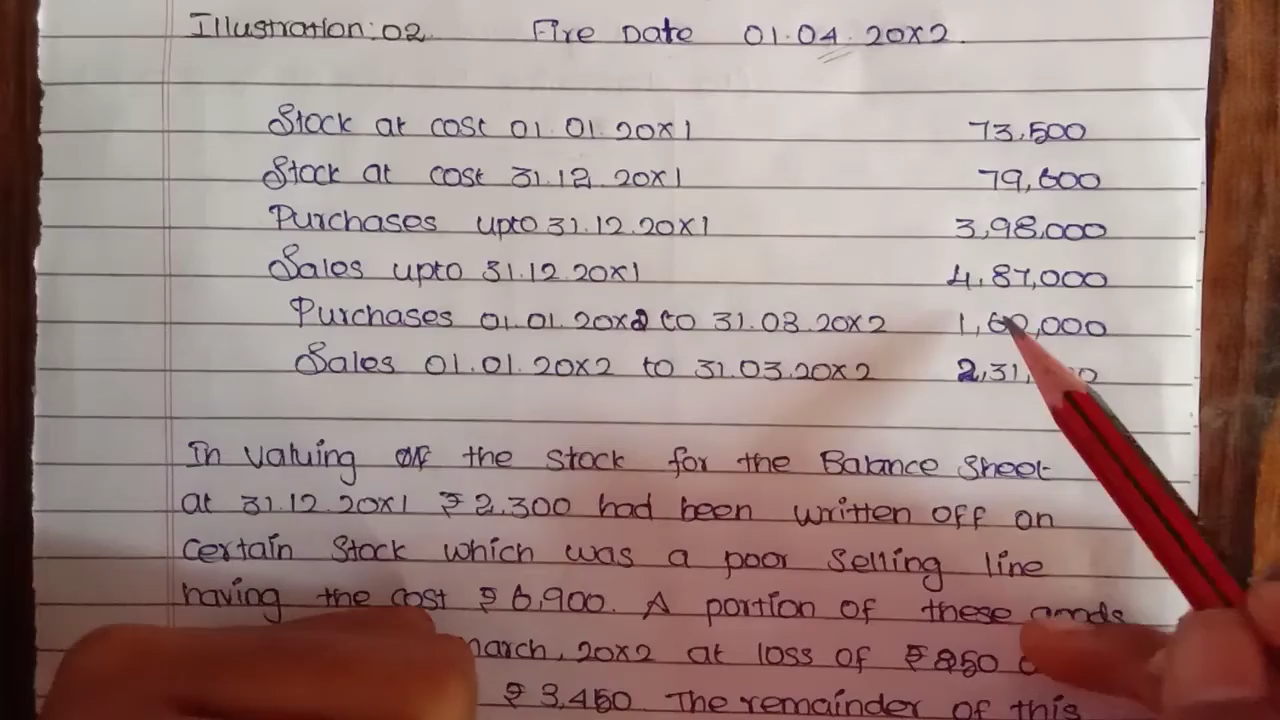 Illustration: 02 Fire Date 01.04.20x2.
Stock at cost 01.01.20x1 73,500
Stock at cost 31.12.20x1 79,600
Purchases upto 31.12.20x1 3,98,000
Sales upto 31.12.20x1 4,87,000
Purchases 01.01.20x2 to 31.03.20x2 1,62,000
Sales 01.01.20x2 to 31.03.20x2
In valuing of the stock for the Balance Sheet
at 31.12.20x1 ₹2,300 had been written off on
certain stock which was a poor selling line
having the cost ₹6,900. A portion of these goods
March, 20x2 at loss of ₹250
₹3,450 The remainder of this